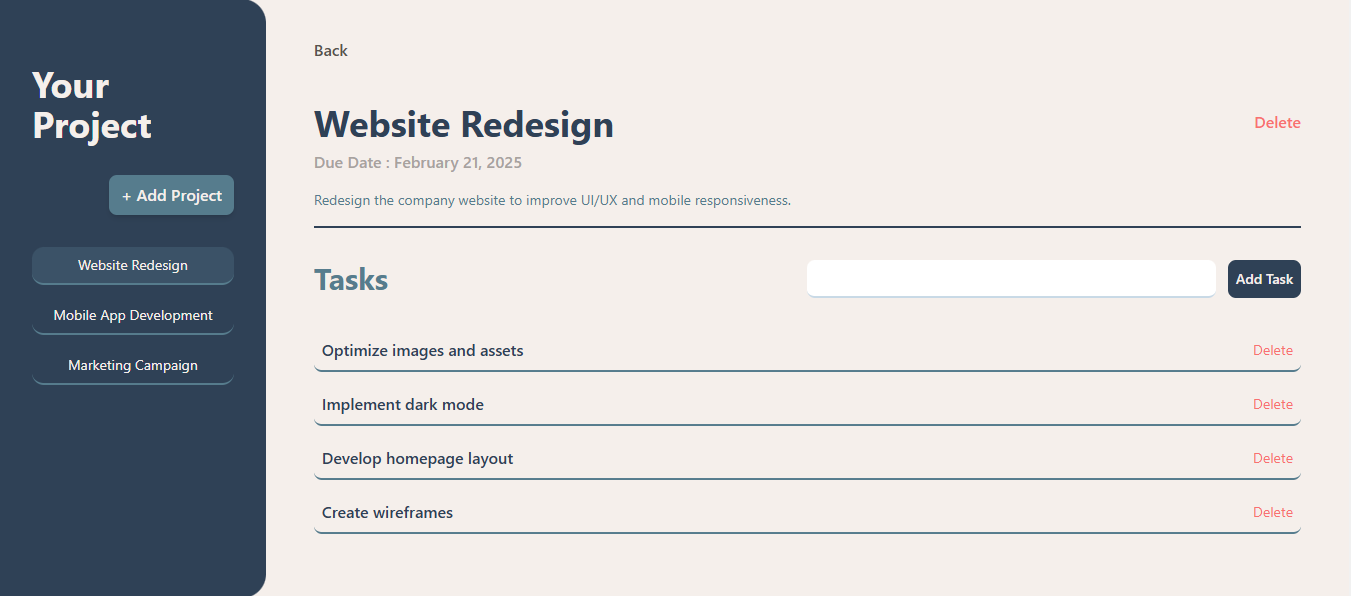 Your
Project
+ Add Project
Website Redesign
Mobile App Development
Marketing Campaign
Back
Website Redesign
Delete
Due Date : February 21, 2025
Redesign the company website to improve UI/UX and mobile responsiveness.
Tasks
Add Task
Optimize images and assets
Delete
Implement dark mode
Delete
Develop homepage layout
Delete
Create wireframes
Delete